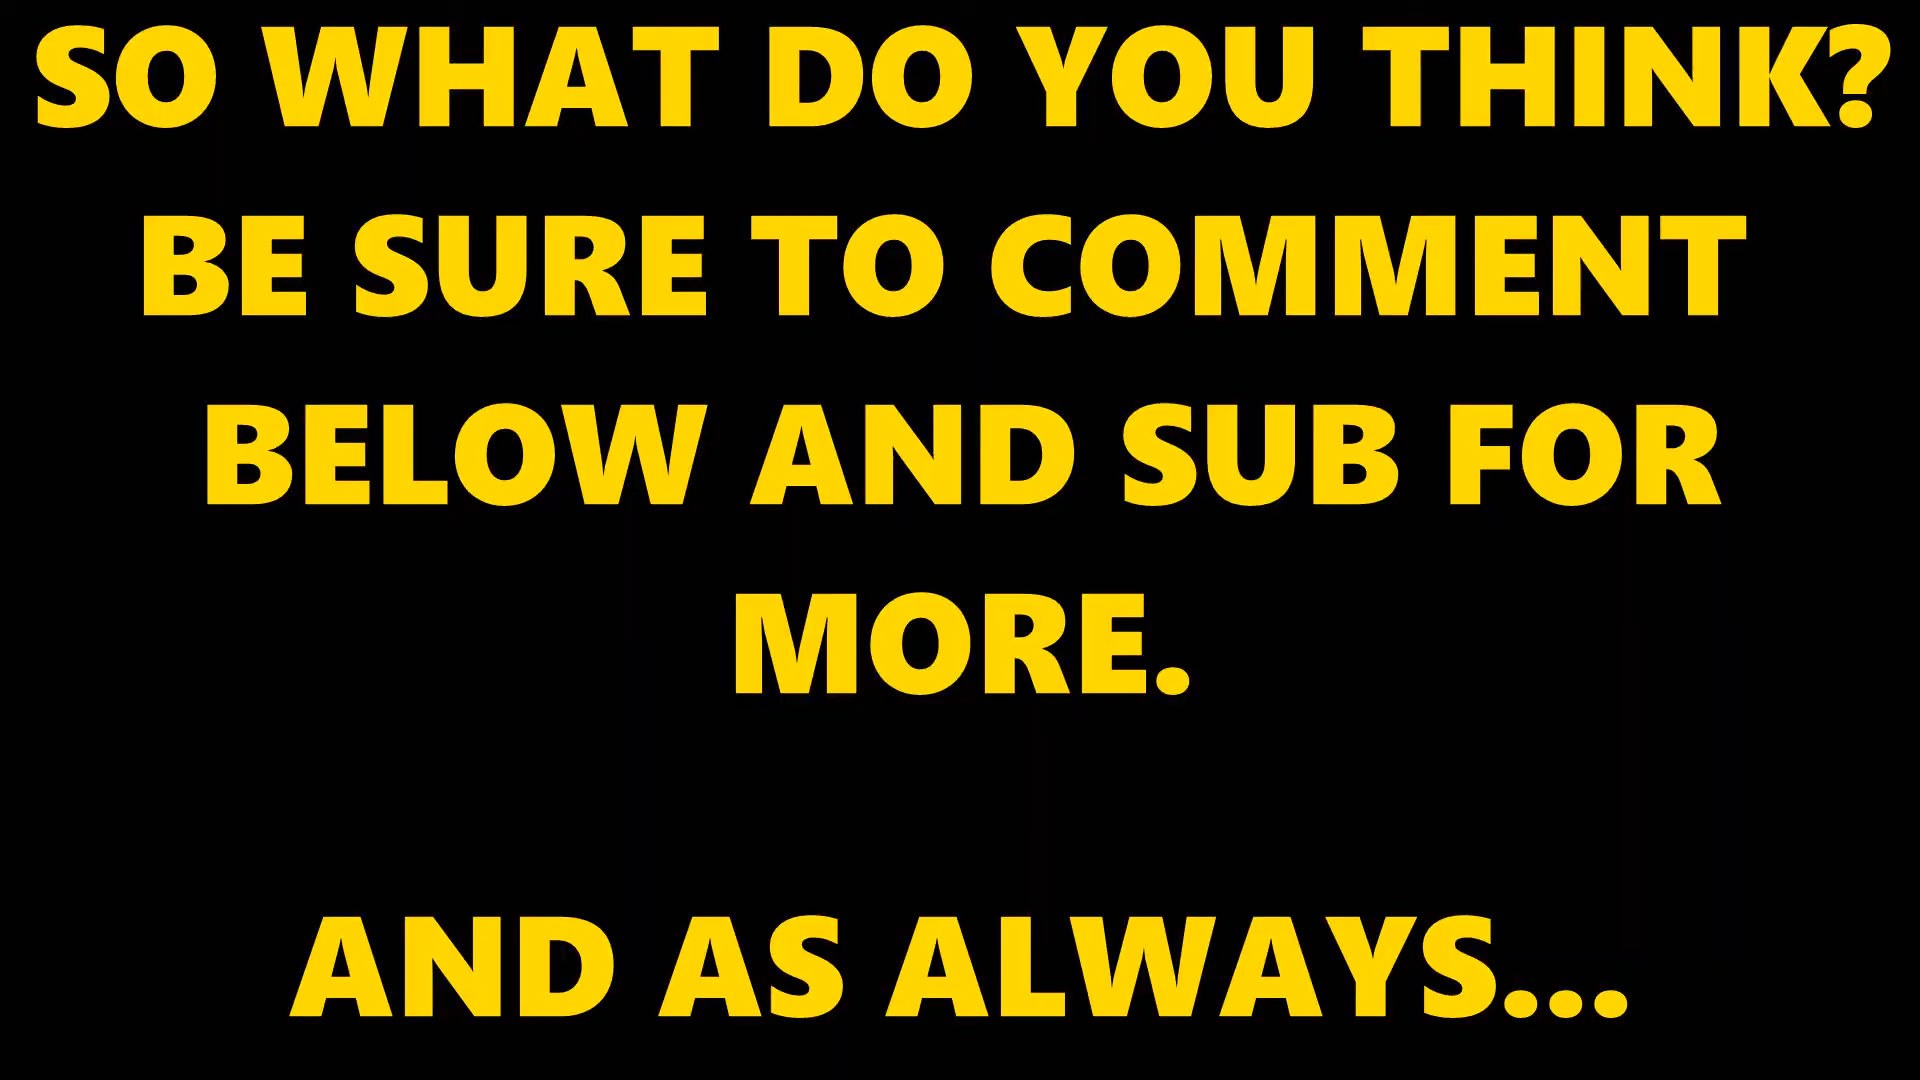 SO WHAT DO YOU THINK?
BE SURE TO COMMENT
BELOW AND SUB FOR
MORE.
AND AS ALWAYS...